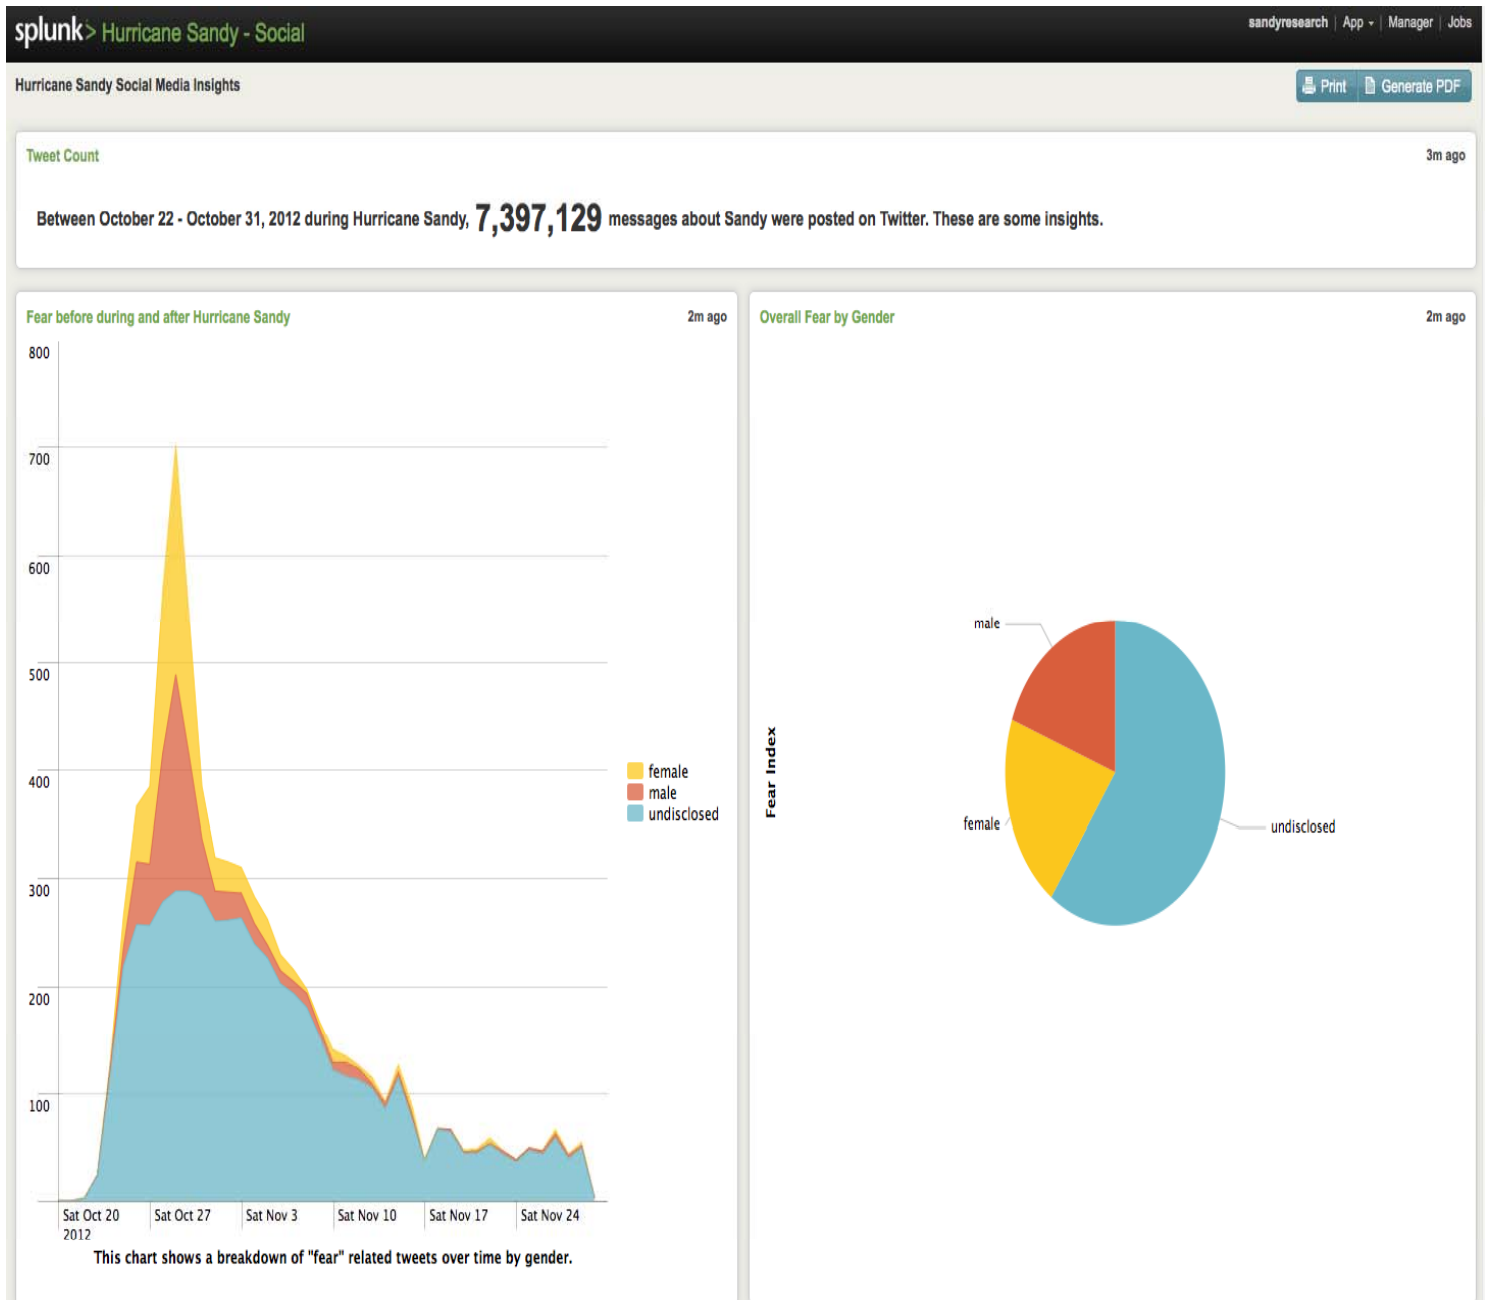 splunk> Hurricane Sandy - Social
sandyresearch | App | Manager | Jobs
Hurricane Sandy Social Media Insights
Print
Generate PDF
Tweet Count
3m ago
Between October 22 - October 31, 2012 during Hurricane Sandy, 7,397,129 messages about Sandy were posted on Twitter. These are some insights.
Fear before during and after Hurricane Sandy
2m ago
800
700
600
500
400
300
200
100
female
male
undisclosed
Sat Oct 20
2012
Sat Oct 27
Sat Nov 3
Sat Nov 10
Sat Nov 17
Sat Nov 24
This chart shows a breakdown of "fear" related tweets over time by gender.
Overall Fear by Gender
2m ago
Fear Index
male
female
undisclosed